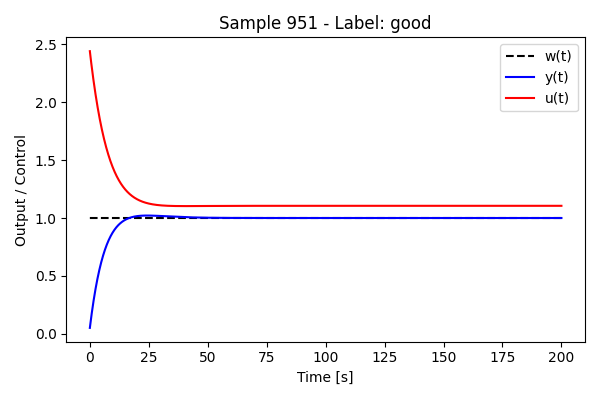 Sample 951 - Label: good
Output / Control
2.5
2.0
1.5
1.0
0.5
0.0
w(t)
y(t)
u(t)
0 25 50 75 100 125 150 175 200
Time [s]